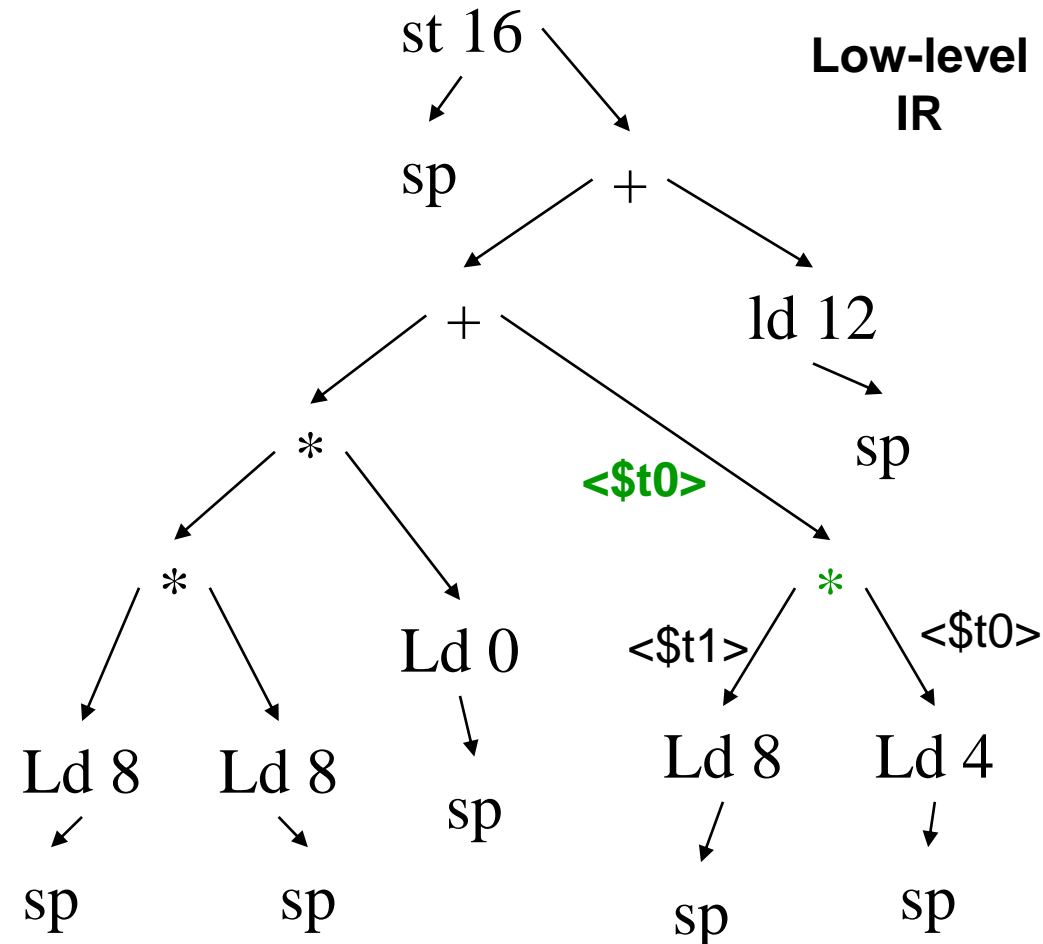 st 16
Low-level
IR
sp
+
+
ld 12
*
sp
<$t0>
*
*
<$t1>
<$t0>
Ld 0
Ld 8
Ld 8
Ld 8
Ld 4
sp
sp
sp
sp
sp